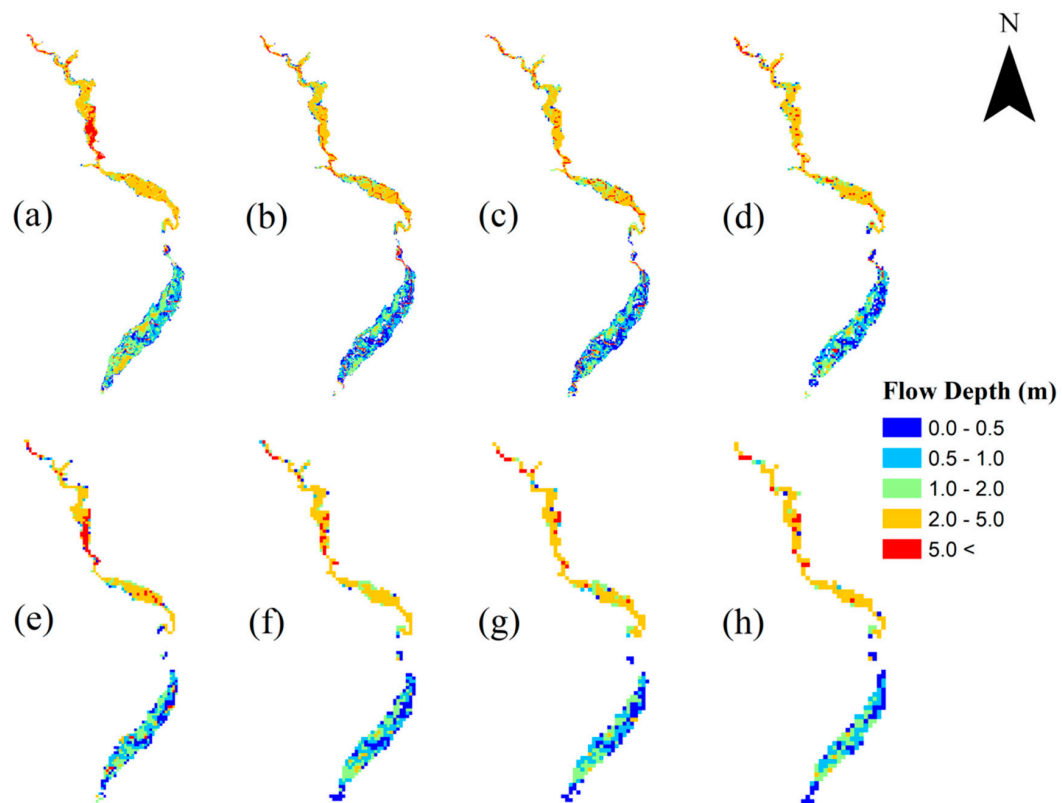 N
(a)
(b)
(c)
(d)
Flow Depth (m)
0.0 - 0.5
0.5 - 1.0
1.0 - 2.0
2.0 - 5.0
5.0 <
(e)
(f)
(g)
(h)